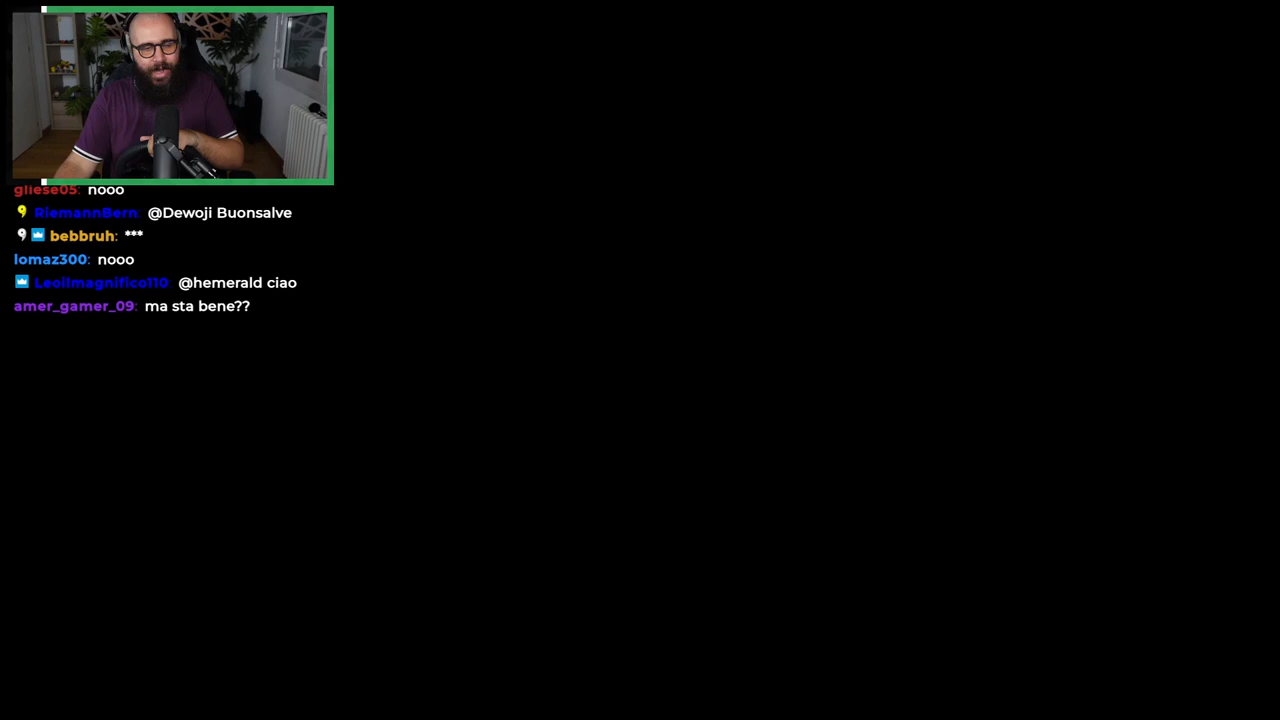 gliese05: nooo
RiemannBern: @Dewoji Buonsalve
bebbruh: ***
lomaz300: nooo
Leoilmagnifico110: @hemerald ciao
amer_gamer_09: ma sta bene??